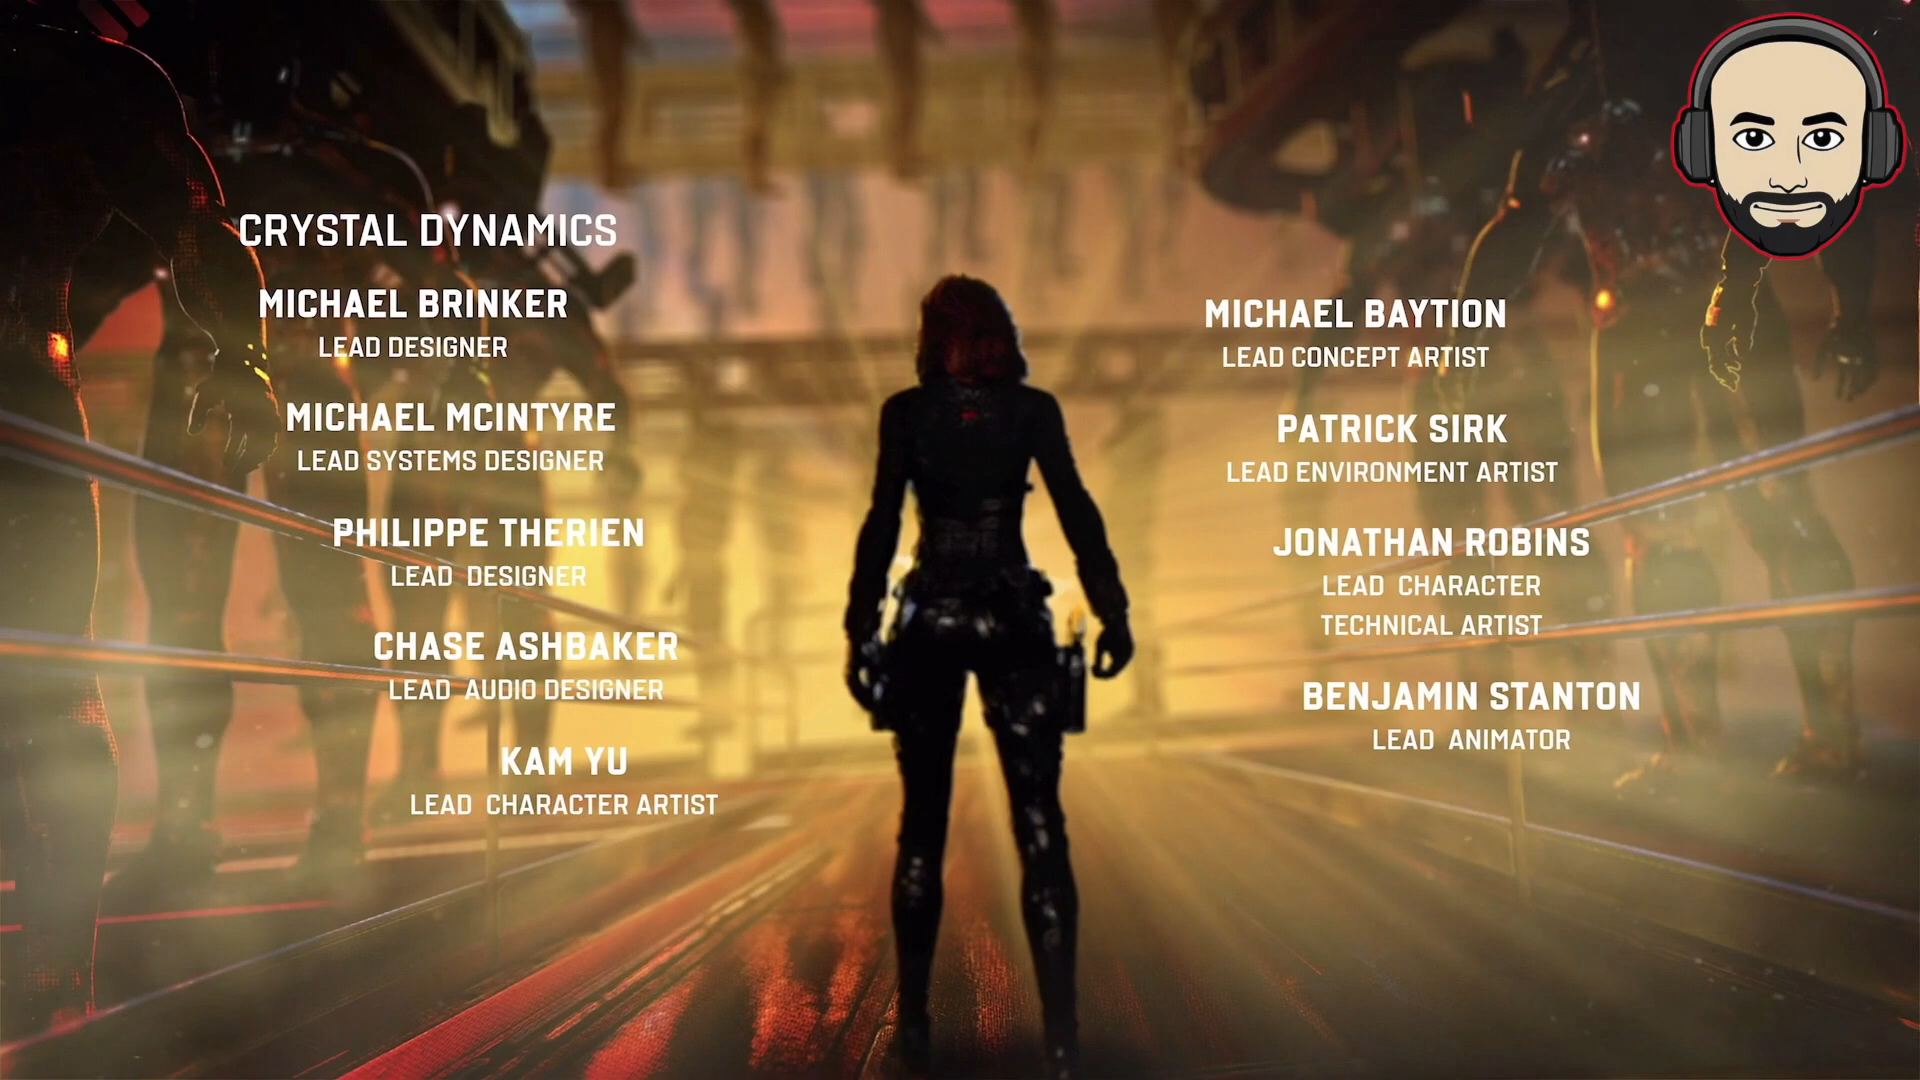 CRYSTAL DYNAMICS
MICHAEL BRINKER
LEAD DESIGNER
MICHAEL MCINTYRE
LEAD SYSTEMS DESIGNER
PHILIPPE THERIEN
LEAD DESIGNER
CHASE ASHBAKER
LEAD AUDIO DESIGNER
KAM YU
LEAD CHARACTER ARTIST
MICHAEL BAYTION
LEAD CONCEPT ARTIST
PATRICK SIRK
LEAD ENVIRONMENT ARTIST
JONATHAN ROBINS
LEAD CHARACTER
TECHNICAL ARTIST
BENJAMIN STANTON
LEAD ANIMATOR